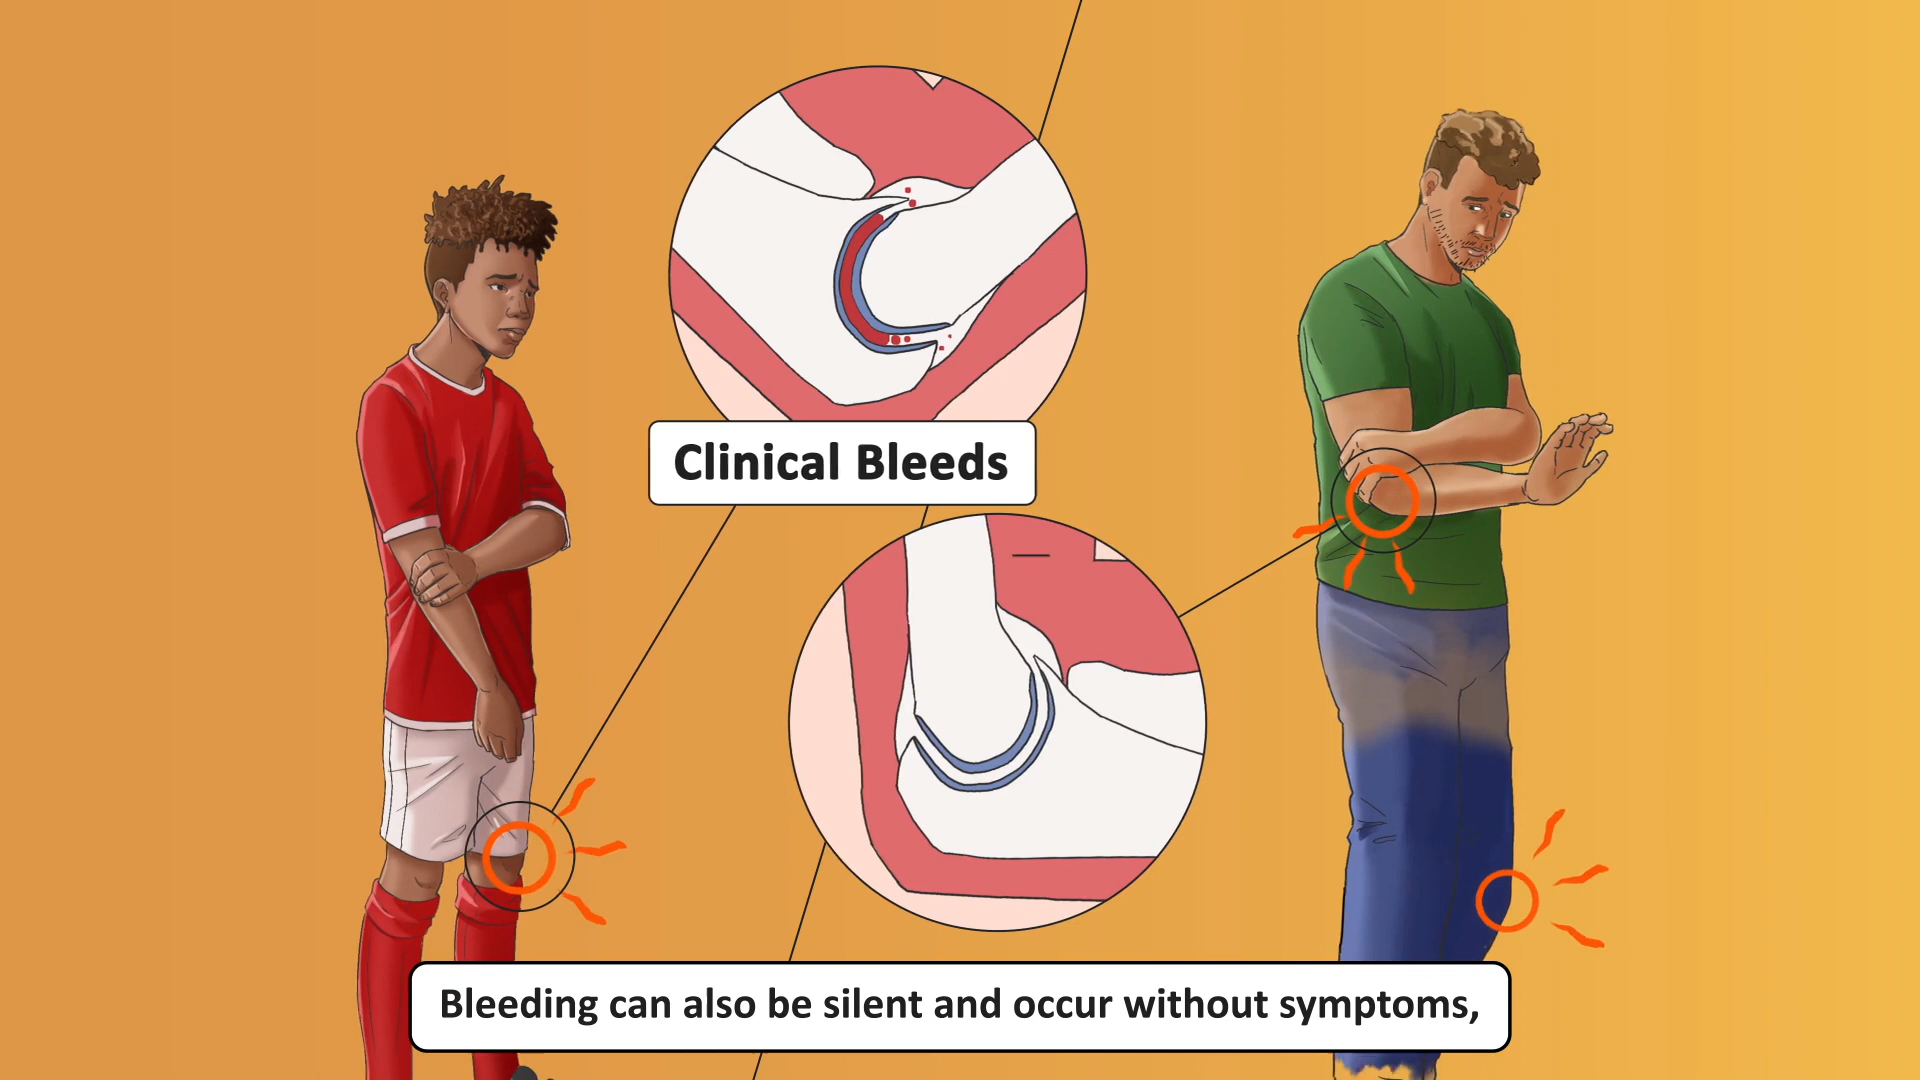 Clinical Bleeds
Bleeding can also be silent and occur without symptoms,